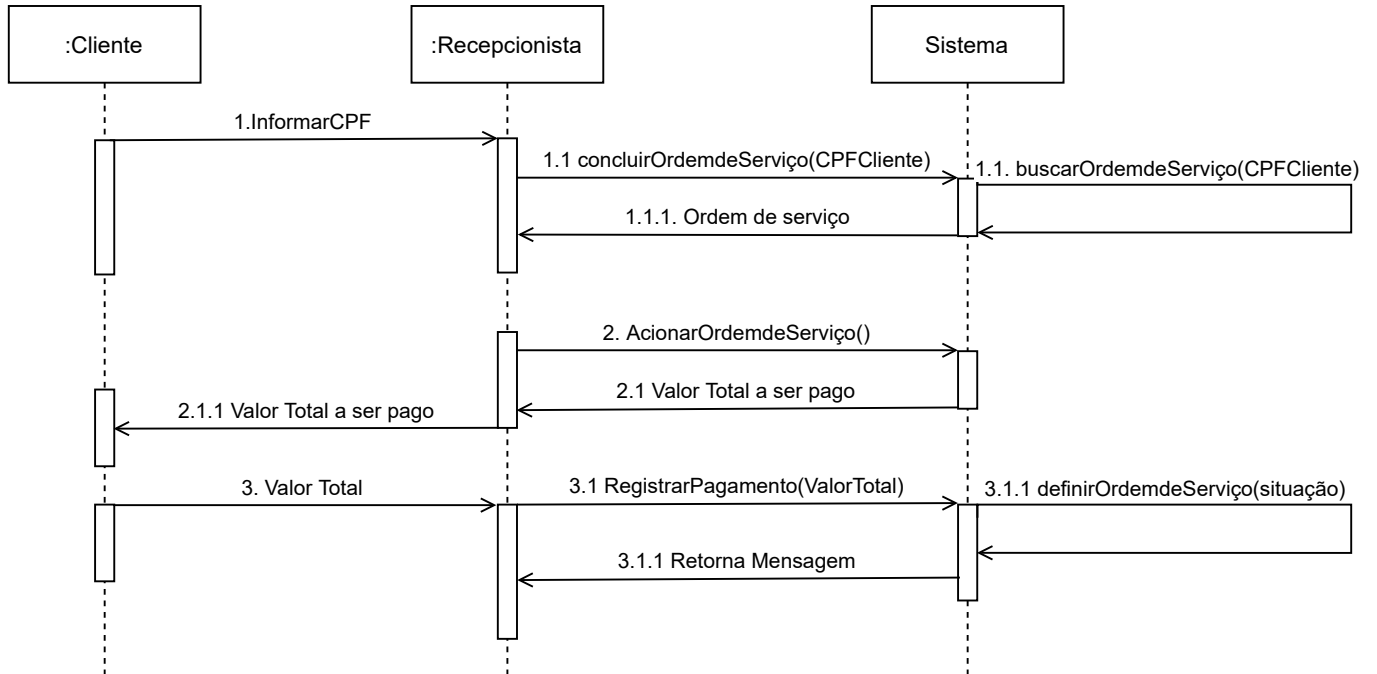 :Cliente
:Recepcionista
Sistema
1.InformarCPF
1.1 concluirOrdemdeServiço(CPFCliente)
1.1. buscarOrdemdeServiço(CPFCliente)
1.1.1. Ordem de serviço
2. AcionarOrdemdeServiço()
2.1 Valor Total a ser pago
2.1.1 Valor Total a ser pago
3. Valor Total
3.1 RegistrarPagamento(ValorTotal)
3.1.1 definirOrdemdeServiço(situação)
3.1.1 Retorna Mensagem